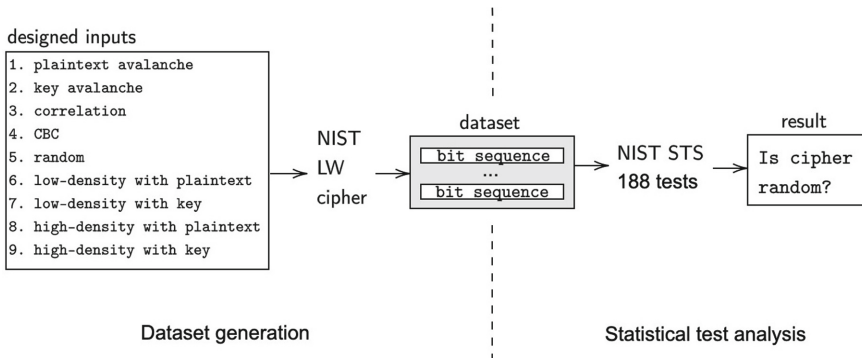 designed inputs
1. plaintext avalanche
2. key avalanche
3. correlation
4. CBC
5. random
6. low-density with plaintext
7. low-density with key
8. high-density with plaintext
9. high-density with key
NIST
LW
cipher
dataset
bit sequence
...
bit sequence
NIST STS
188 tests
result
Is cipher
random?
Dataset generation
Statistical test analysis